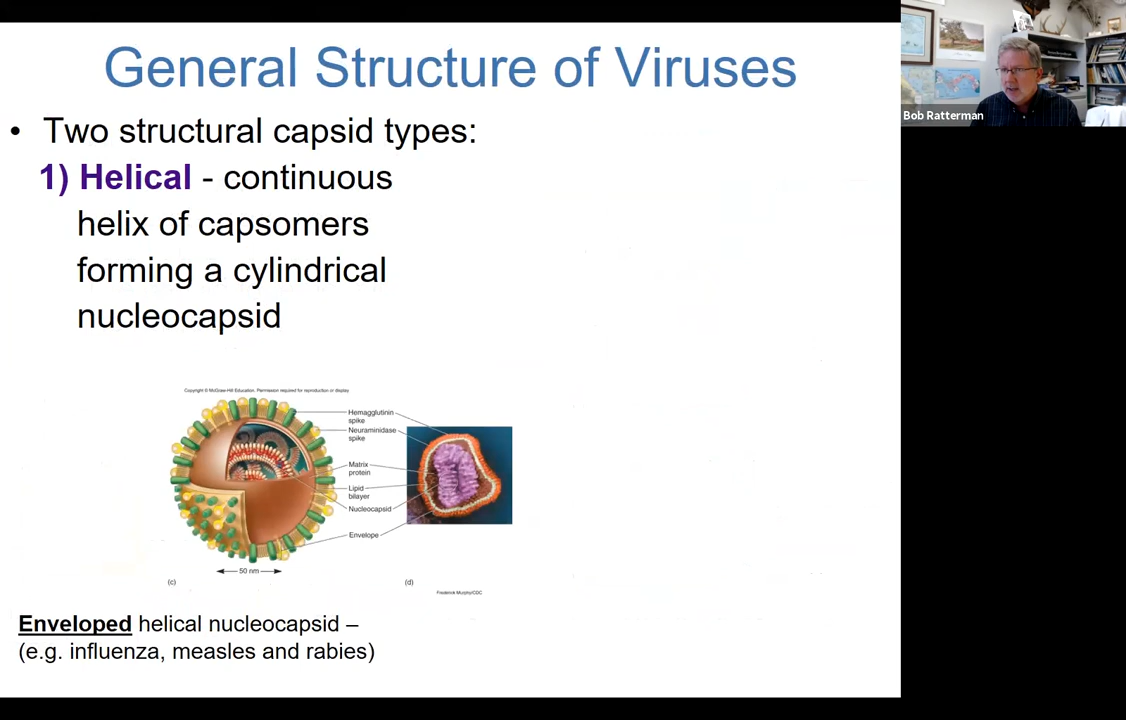 General Structure of Viruses
• Two structural capsid types:
1) Helical - continuous
helix of capsomers
forming a cylindrical
nucleocapsid
Copyright © McGraw-Hill Education. Permission required for reproduction or display
Hemagglutinin
spike
Neuraminidase
spike
Matrix
protein
Lipid
bilayer
Nucleocapsid
Envelope
50 nm
(c)
(d)
Frederick Murphy/CDC
Enveloped helical nucleocapsid –
(e.g. influenza, measles and rabies)
Bob Ratterman